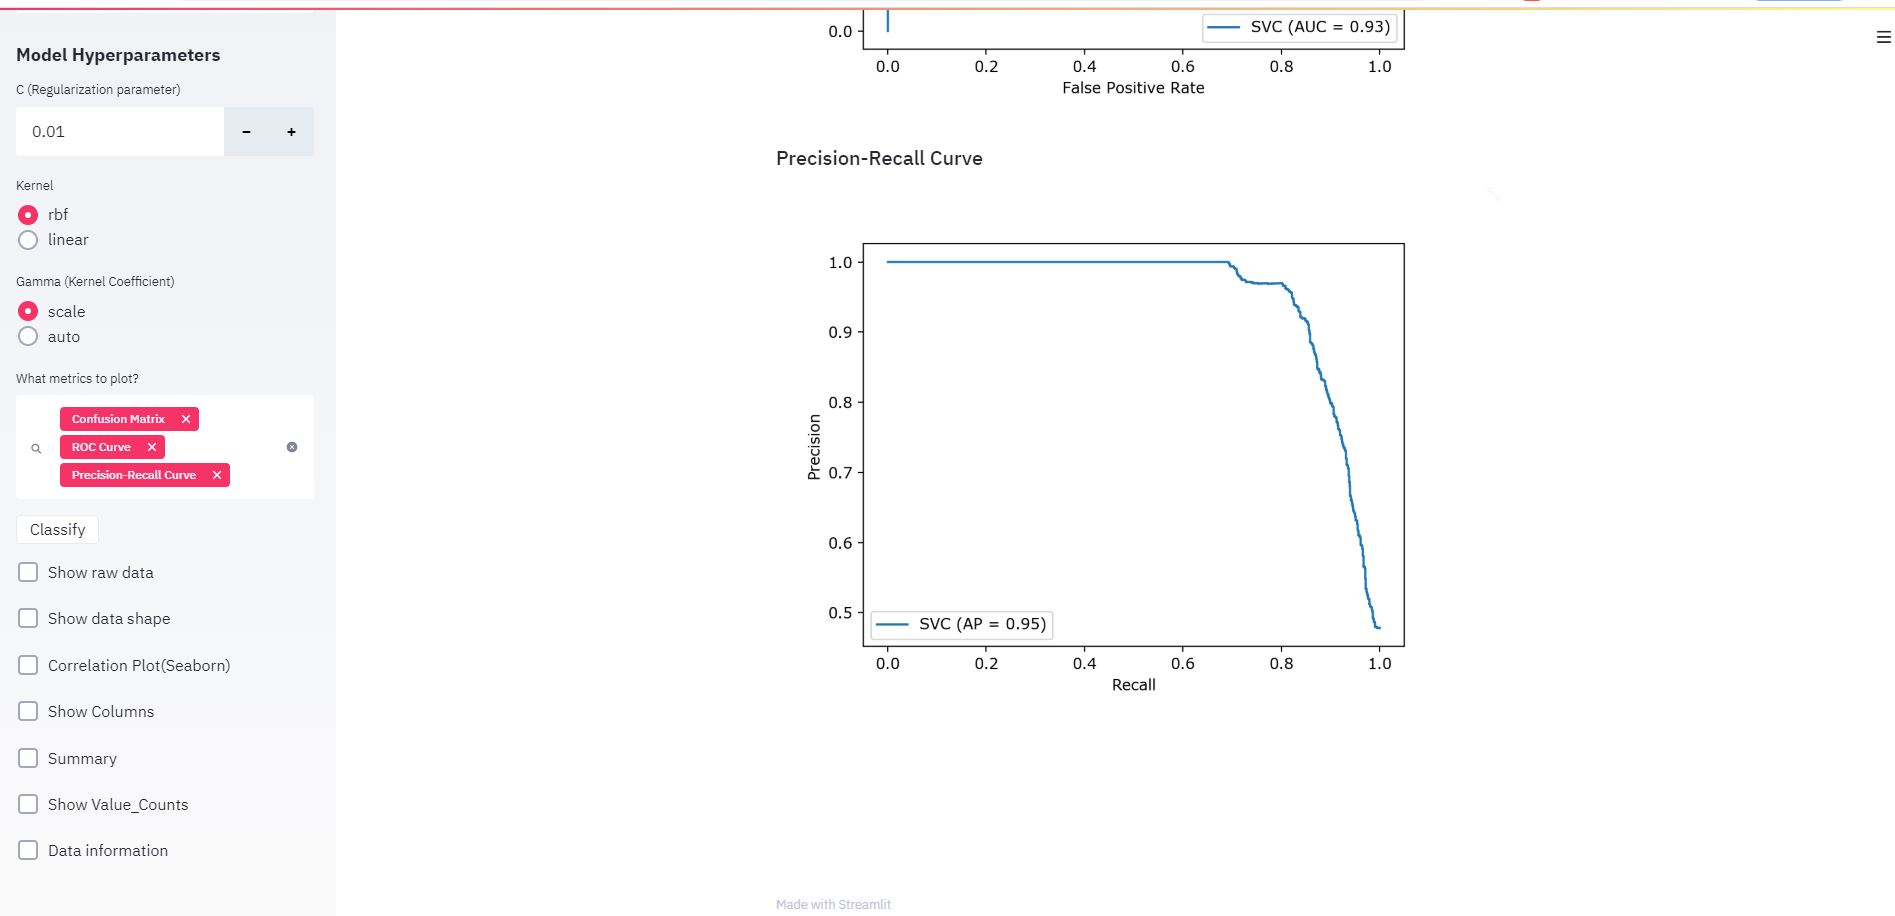 Model Hyperparameters
C (Regularization parameter)
0.01
-
+
Kernel
rbf
linear
Gamma (Kernel Coefficient)
scale
auto
What metrics to plot?
Confusion Matrix ×
ROC Curve ×
Precision-Recall Curve ×
Classify
Show raw data
Show data shape
Correlation Plot(Seaborn)
Show Columns
Summary
Show Value_Counts
Data information
0.0
SVC (AUC = 0.93)
0.0 0.2 0.4 0.6 0.8 1.0
False Positive Rate
Precision-Recall Curve
1.0
0.9
0.8
0.7
0.6
0.5
Precision
SVC (AP = 0.95)
0.0 0.2 0.4 0.6 0.8 1.0
Recall
Made with Streamlit